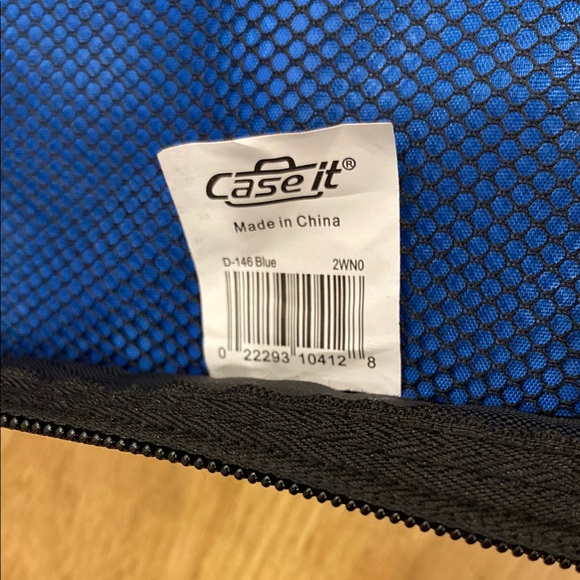 Case it®
Made in China
D-146 Blue 2WN0
0 22293 10412 8